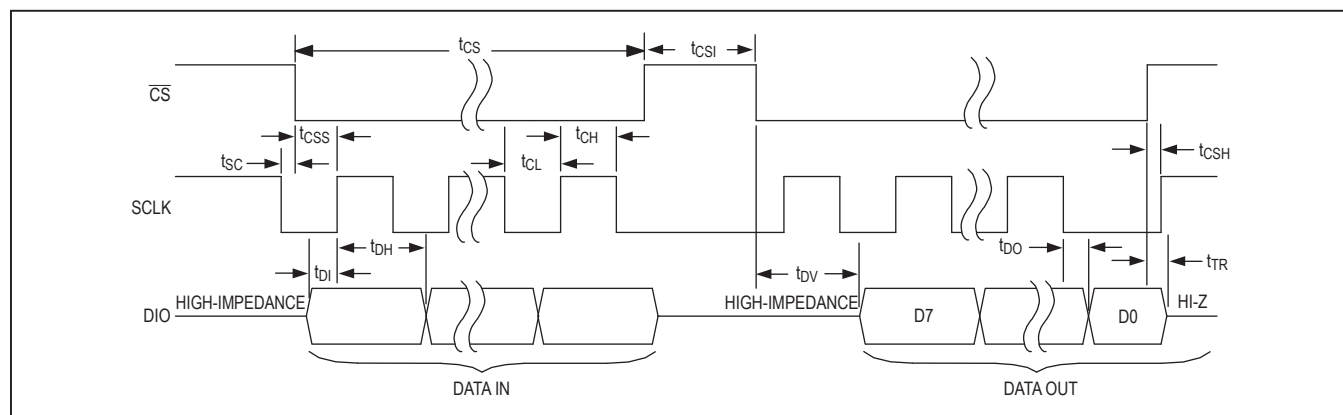 tCS
tCSI
CS
tCSS
tCH
tSC
tCL
tCSH
SCLK
tDH
tDO
tDI
tDV
tTR
HIGH-IMPEDANCE
HIGH-IMPEDANCE
HI-Z
DIO
D7
D0
DATA IN
DATA OUT